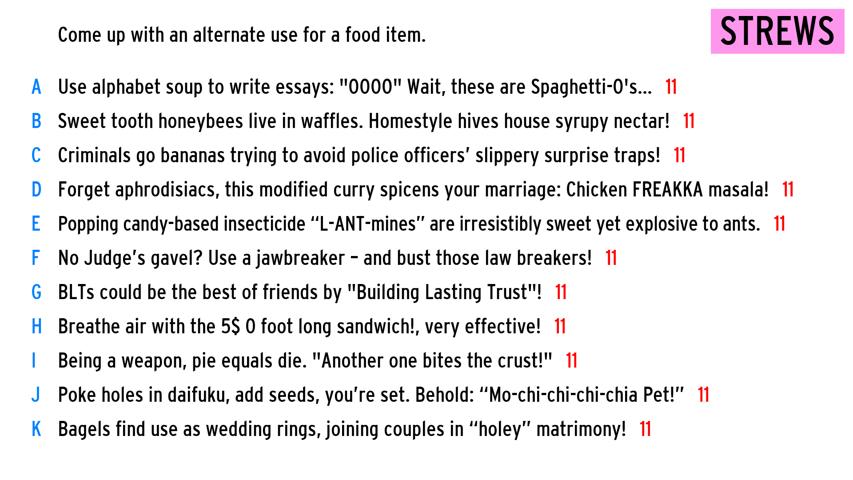 Come up with an alternate use for a food item.
STREWS
A Use alphabet soup to write essays: "OOOO" Wait, these are Spaghetti-O's... 11
B Sweet tooth honeybees live in waffles. Homestyle hives house syrupy nectar! 11
C Criminals go bananas trying to avoid police officers’ slippery surprise traps! 11
D Forget aphrodisiacs, this modified curry spicens your marriage: Chicken FREAKKA masala! 11
E Popping candy-based insecticide “L-ANT-mines” are irresistibly sweet yet explosive to ants. 11
F No Judge’s gavel? Use a jawbreaker – and bust those law breakers! 11
G BLTs could be the best of friends by "Building Lasting Trust"! 11
H Breathe air with the 5$ 0 foot long sandwich!, very effective! 11
I Being a weapon, pie equals die. "Another one bites the crust!" 11
J Poke holes in daifuku, add seeds, you’re set. Behold: “Mo-chi-chi-chi-chia Pet!” 11
K Bagels find use as wedding rings, joining couples in “holey” matrimony! 11